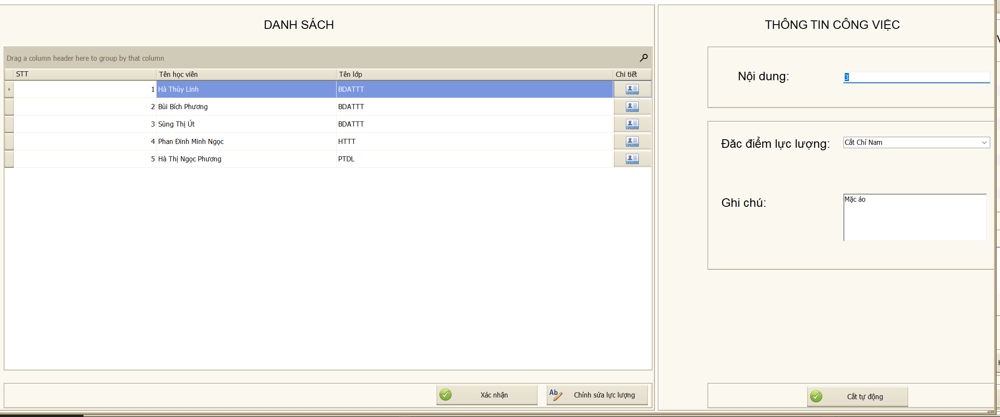 DANH SÁCH
Drag a column header here to group by that column
STT Tên học viên Tên lớp Chi tiết
1 Hà Thùy Linh BDATTT
2 Bùi Bích Phương BDATTT
3 Sùng Thị Út BDATTT
4 Phan Đinh Minh Ngọc HTTT
5 Hà Thị Ngọc Phương PTDL
Xác nhận
Ab Chỉnh sửa lực lượng
THÔNG TIN CÔNG VIỆC
Nội dung: 3
Đăc điểm lực lượng: Cắt Chỉ Nam
Ghi chú: Mặc áo
Cắt tự động